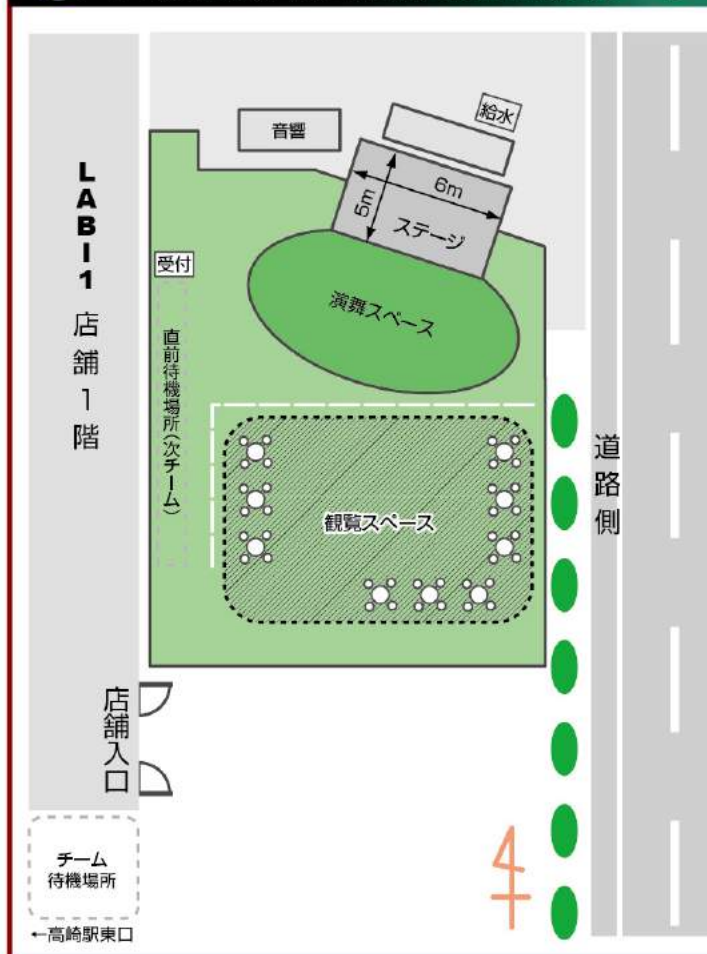 給水
音響
6m
5m
ステージ
LABI1 店舗1階
受付
演舞スペース
直前待機場所(次チーム)
道路側
観覧スペース
店舗入口
チーム
待機場所
←高崎駅東口